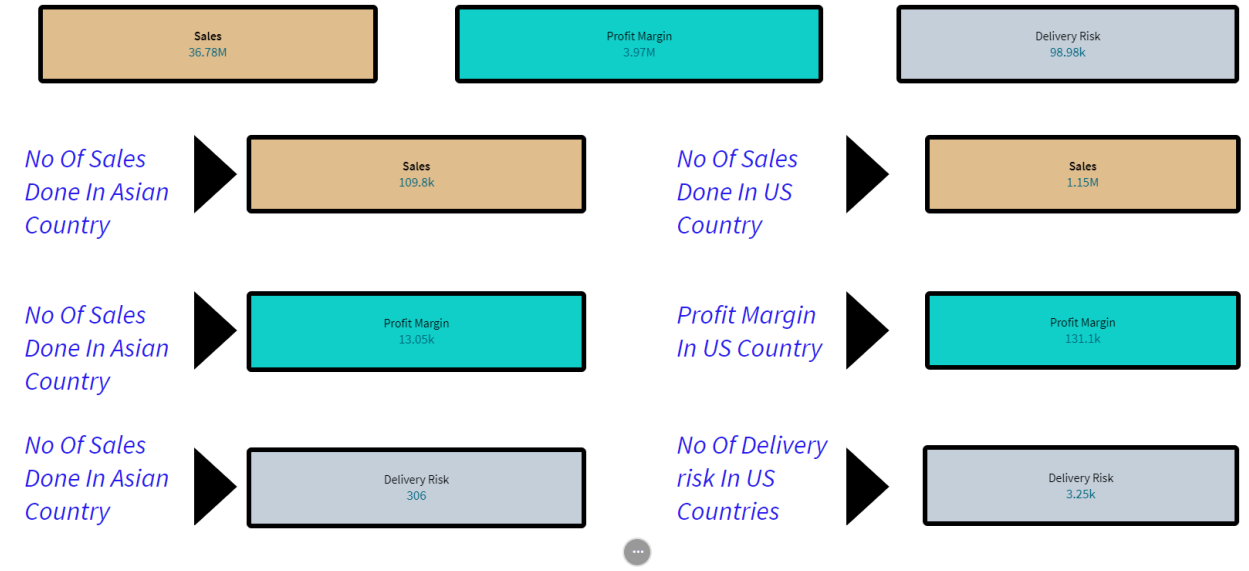 Sales
36.78M
Profit Margin
3.97M
Delivery Risk
98.98k
No Of Sales
Done In Asian
Country
Sales
109.8k
No Of Sales
Done In US
Country
Sales
1.15M
No Of Sales
Done In Asian
Country
Profit Margin
13.05k
Profit Margin
In US Country
Profit Margin
131.1k
No Of Sales
Done In Asian
Country
Delivery Risk
306
No Of Delivery
risk In US
Countries
Delivery Risk
3.25k